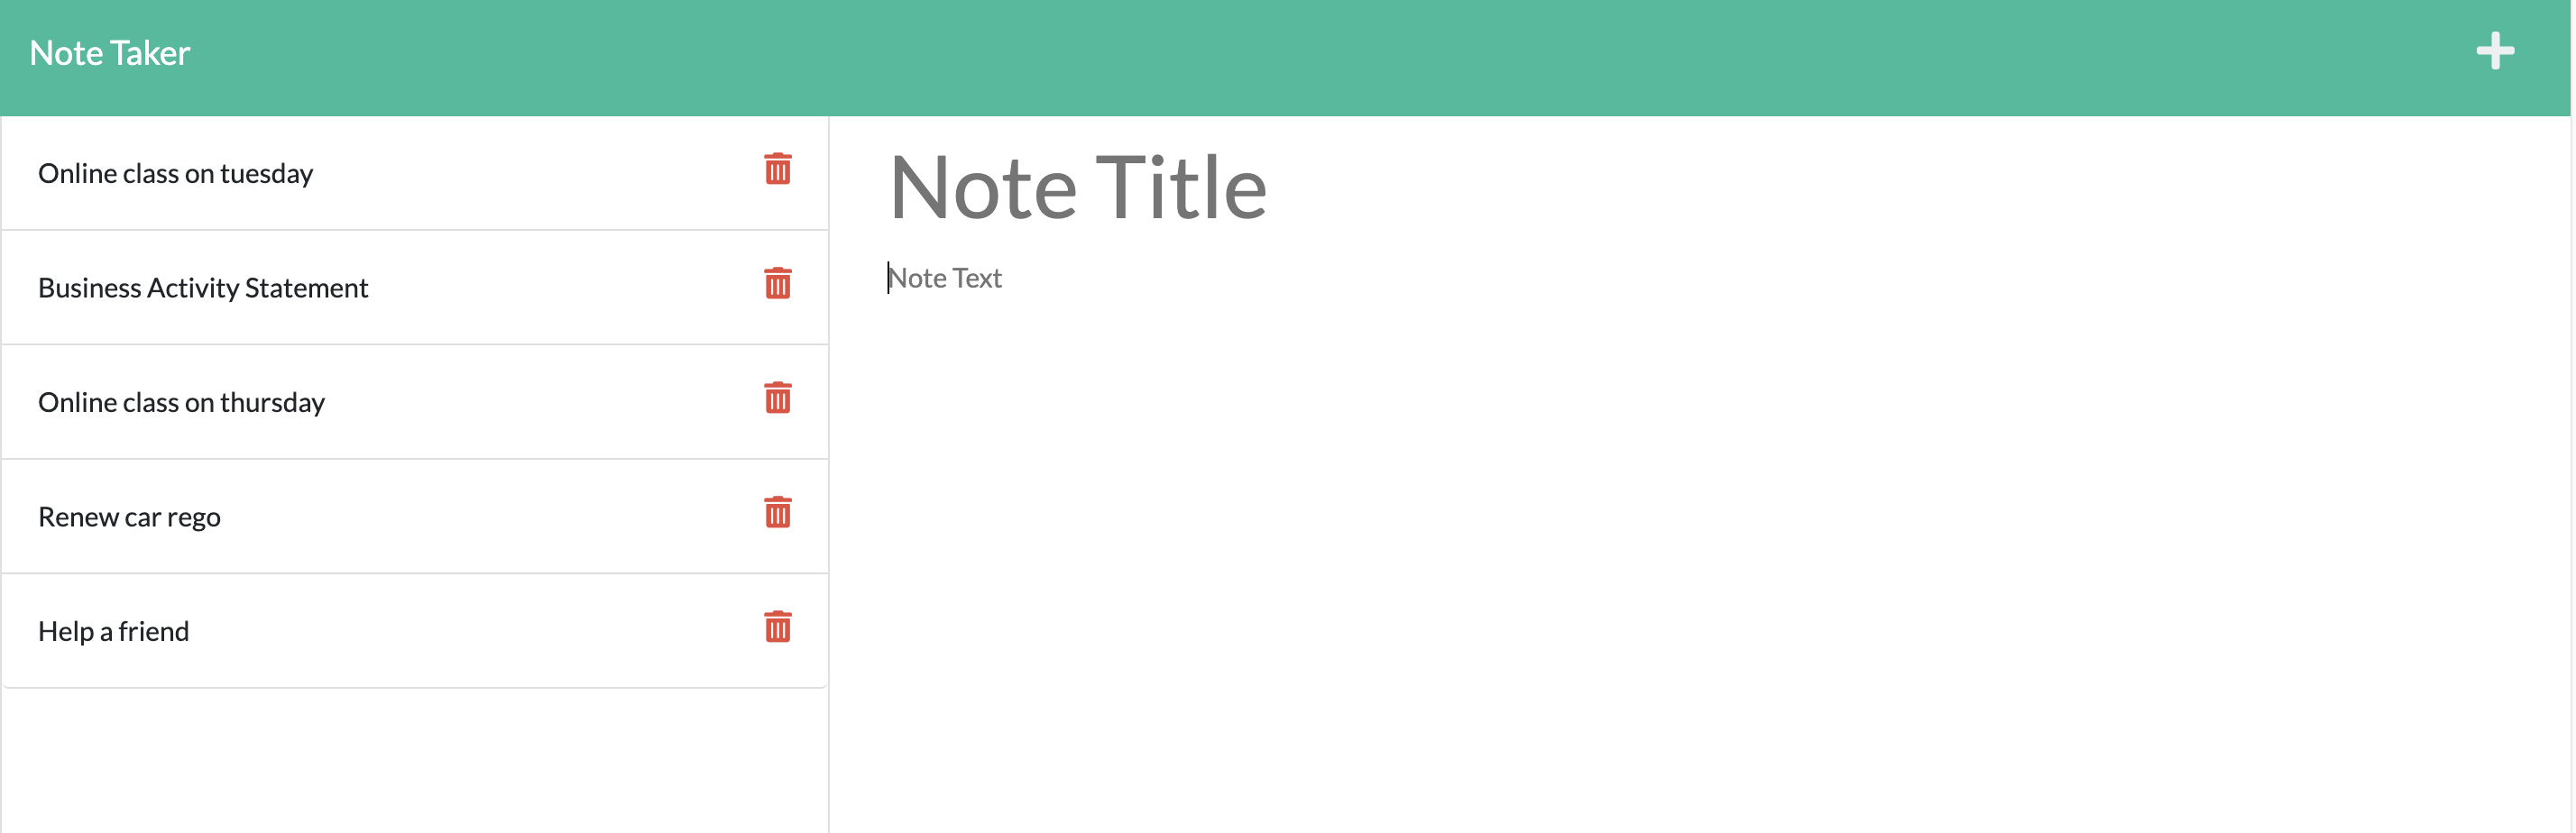 Note Taker
Online class on tuesday
Business Activity Statement
Online class on thursday
Renew car rego
Help a friend
Note Title
Note Text